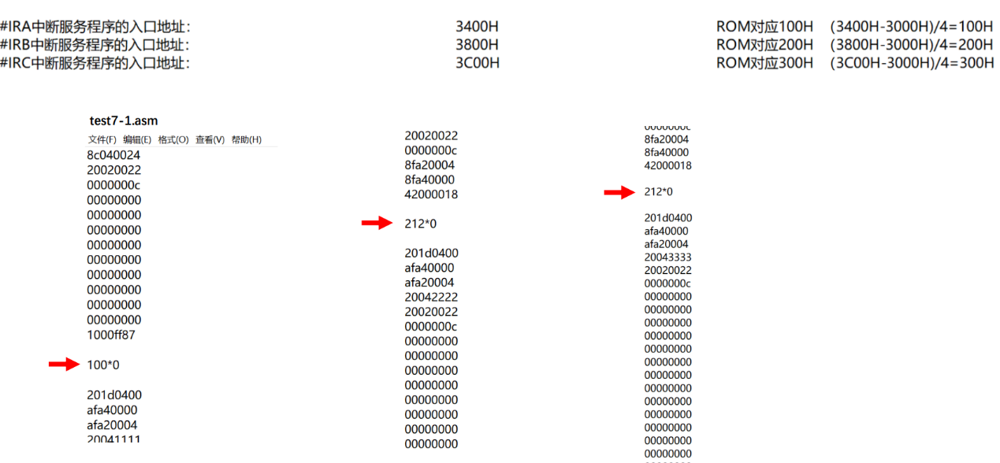 #IRA中断服务程序的入口地址： 3400H ROM对应100H (3400H-3000H)/4=100H
#IRB中断服务程序的入口地址： 3800H ROM对应200H (3800H-3000H)/4=200H
#IRC中断服务程序的入口地址： 3C00H ROM对应300H (3C00H-3000H)/4=300H
test7-1.asm
文件(F) 编辑(E) 格式(O) 查看(V) 帮助(H)
8c040024
20020022
0000000c
00000000
00000000
00000000
00000000
00000000
00000000
00000000
00000000
00000000
1000ff87
100*0
201d0400
afa40000
afa20004
20041111
20020022
0000000c
8fa20004
8fa40000
42000018
212*0
201d0400
afa40000
afa20004
20042222
20020022
0000000c
00000000
00000000
00000000
00000000
00000000
00000000
00000000
00000000
0000000c
8fa20004
8fa40000
42000018
212*0
201d0400
afa40000
afa20004
20043333
20020022
0000000c
00000000
00000000
00000000
00000000
00000000
00000000
00000000
00000000
00000000
00000000
00000000
00000000
00000000